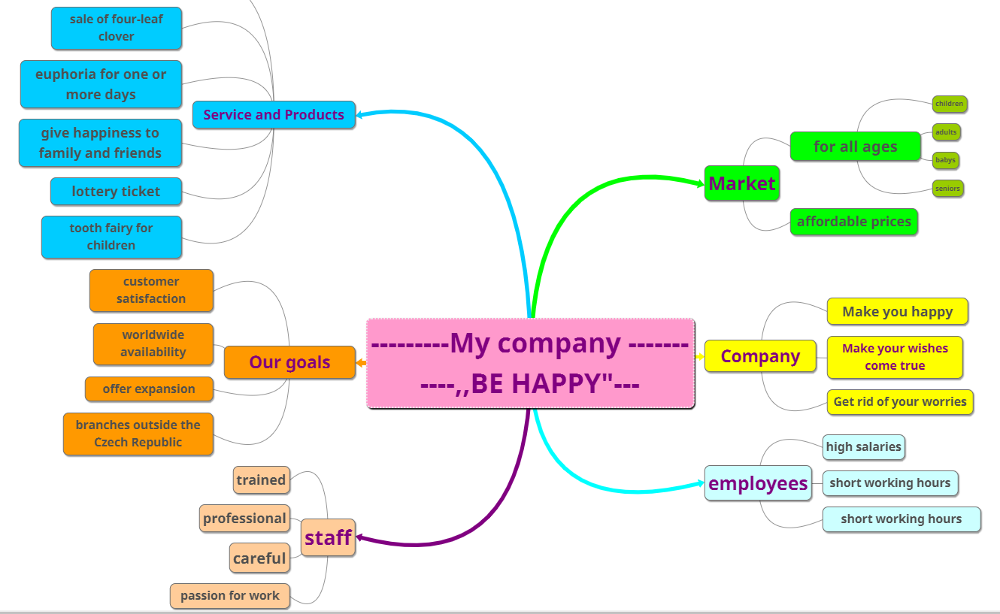 sale of four-leaf
clover
euphoria for one or
more days
Service and Products
give happiness to
family and friends
lottery ticket
tooth fairy for
children
children
adults
for all ages
babys
Market
seniors
affordable prices
customer
satisfaction
worldwide
availability
Our goals
offer expansion
branches outside the
Czech Republic
---------My company -------
----,,BE HAPPY"---
Make you happy
Company
Make your wishes
come true
Get rid of your worries
high salaries
employees
short working hours
short working hours
trained
professional
staff
careful
passion for work